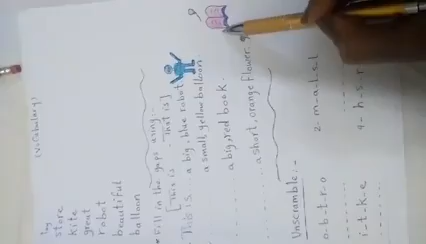 (Vocabulary)
toy
store
kite
great
robot
beautiful
balloon
* Fill in the gaps using:-
[This is - That is]
This is... a big, blue robot
............ a small, yellow balloon.
............ a big, red book.
............ a short, orange flower.
Unscramble:-
o-b-t-r-o
2-
i-t-k-e
4-